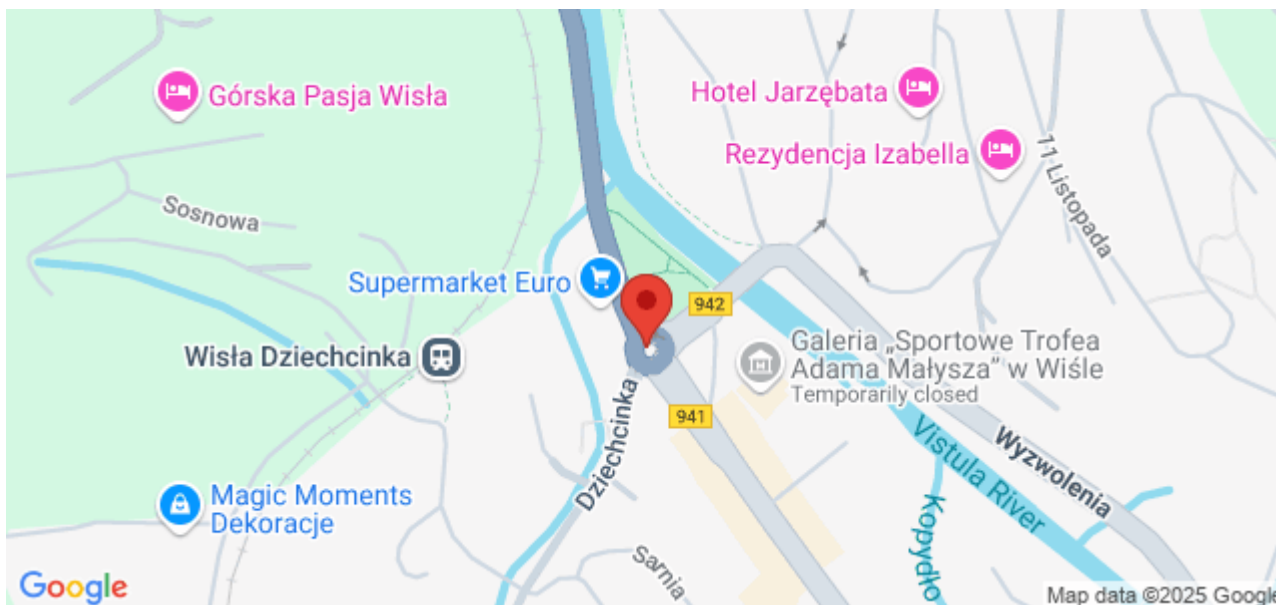 Górska Pasja Wisła
Hotel Jarzębata
Rezydencja Izabella
11 Listopada
Sosnowa
Supermarket Euro
942
Wisła Dziechcinka
Galeria „Sportowe Trofea
Adama Małysza” w Wiśle
Temporarily closed
941
Dziechcinka
Vistula River
Wyzwolenia
Magic Moments
Dekoracje
Kopydło
Sarnia
Google
Map data ©2025 Google